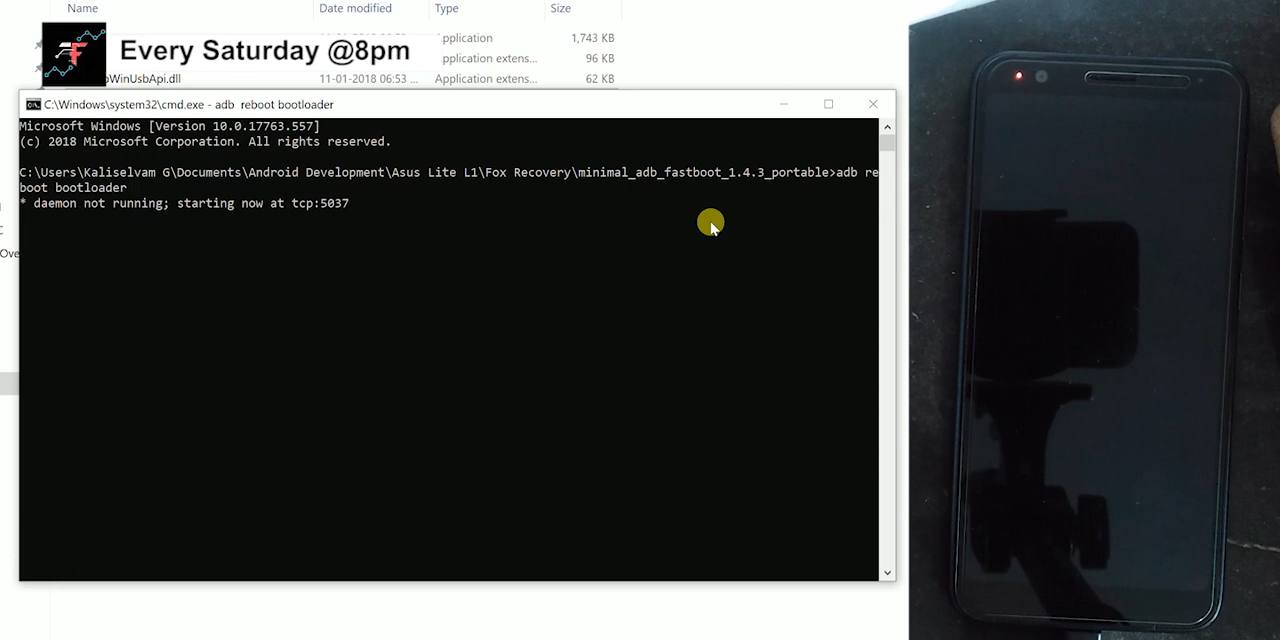 Name Date modified Type Size
Application 1,743 KB
Every Saturday @8pm
Application extens... 96 KB
WinUsbApi.dll 11-01-2018 06:53 ... Application extens... 62 KB
C:\Windows\system32\cmd.exe - adb  reboot bootloader
Microsoft Windows [Version 10.0.17763.557]
(c) 2018 Microsoft Corporation. All rights reserved.
C:\Users\Kaliselvam G\Documents\Android Development\Asus Lite L1\Fox Recovery\minimal_adb_fastboot_1.4.3_portable>adb re
boot bootloader
* daemon not running; starting now at tcp:5037
Ove